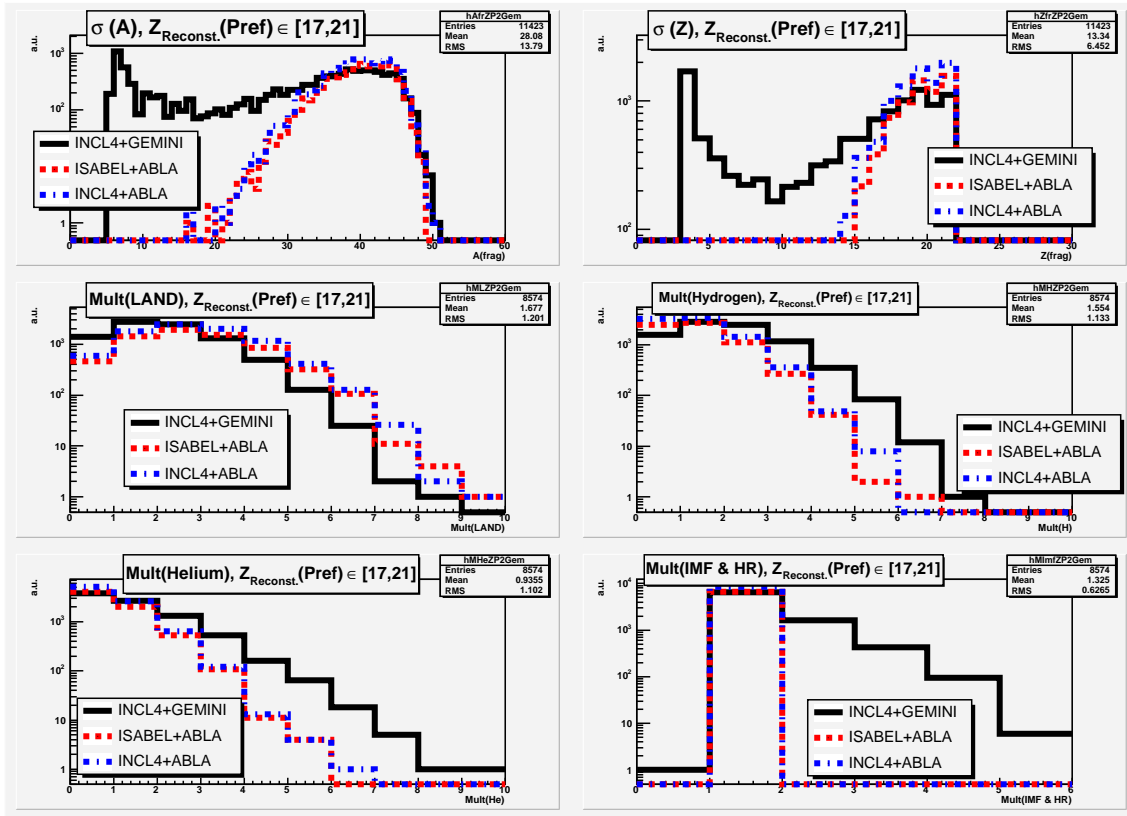 σ (A), Z_Reconst.(Pref) ∈ [17,21]
hAfrZP2Gem
Entries 11423
Mean 28.08
RMS 13.79
a.u.
10³
10²
1
INCL4+GEMINI
ISABEL+ABLA
INCL4+ABLA
0 10 20 30 40 50 60
A(frag)
σ (Z), Z_Reconst.(Pref) ∈ [17,21]
hZfrZP2Gem
Entries 11423
Mean 13.34
RMS 6.452
a.u.
10³
10²
INCL4+GEMINI
ISABEL+ABLA
INCL4+ABLA
0 5 10 15 20 25 30
Z(frag)
Mult(LAND), Z_Reconst.(Pref) ∈ [17,21]
hMLZP2Gem
Entries 8574
Mean 1.677
RMS 1.201
a.u.
10³
10²
10
1
INCL4+GEMINI
ISABEL+ABLA
INCL4+ABLA
0 1 2 3 4 5 6 7 8 9 10
Mult(LAND)
Mult(Hydrogen), Z_Reconst.(Pref) ∈ [17,21]
hMHZP2Gem
Entries 8574
Mean 1.554
RMS 1.133
a.u.
10³
10²
10
1
INCL4+GEMINI
ISABEL+ABLA
INCL4+ABLA
0 1 2 3 4 5 6 7 8 9 10
Mult(H)
Mult(Helium), Z_Reconst.(Pref) ∈ [17,21]
hMHeZP2Gem
Entries 8574
Mean 0.9355
RMS 1.102
a.u.
10³
10²
10
1
INCL4+GEMINI
ISABEL+ABLA
INCL4+ABLA
0 1 2 3 4 5 6 7 8 9 10
Mult(He)
Mult(IMF & HR), Z_Reconst.(Pref) ∈ [17,21]
hMImfZP2Gem
Entries 8574
Mean 1.325
RMS 0.6265
a.u.
10⁴
10³
10²
10
1
INCL4+GEMINI
ISABEL+ABLA
INCL4+ABLA
0 1 2 3 4 5 6
Mult(IMF & HR)